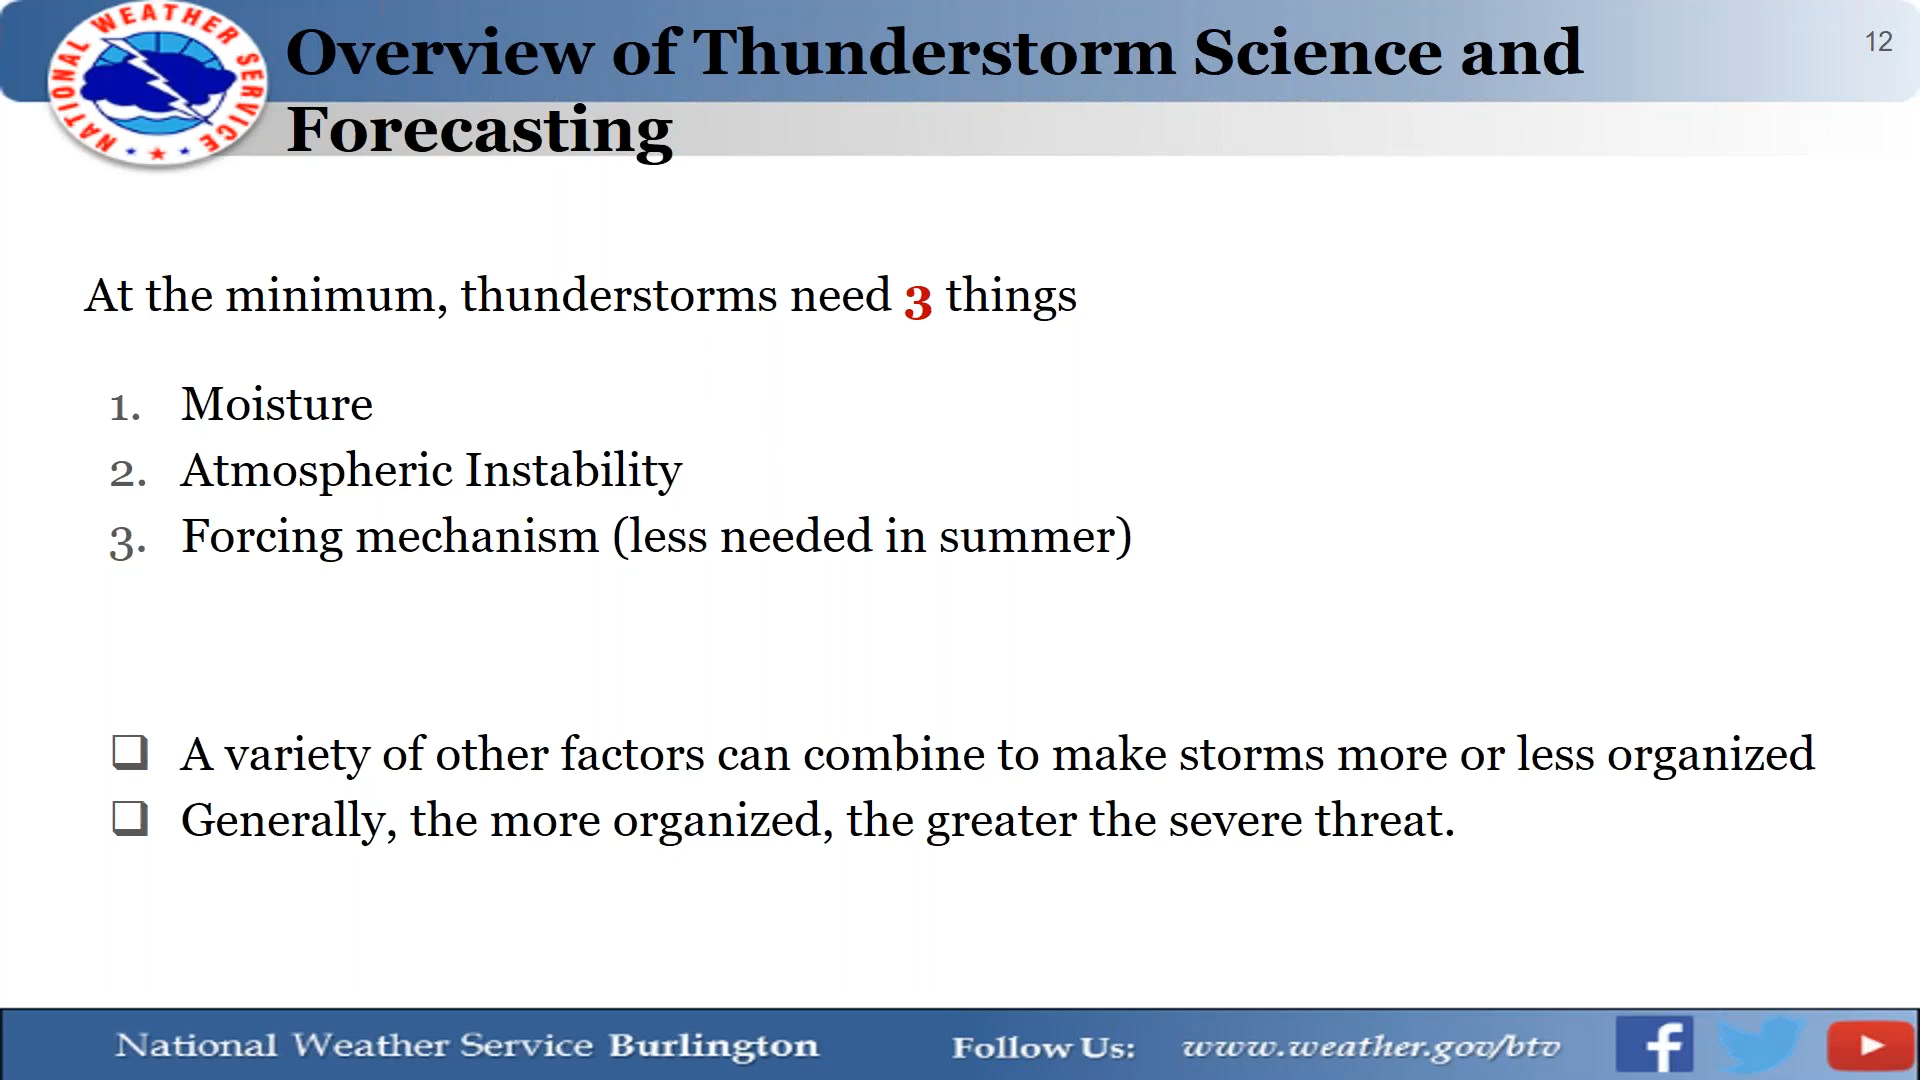 NATIONAL WEATHER SERVICE
Overview of Thunderstorm Science and
Forecasting
12
At the minimum, thunderstorms need 3 things
1. Moisture
2. Atmospheric Instability
3. Forcing mechanism (less needed in summer)
❑ A variety of other factors can combine to make storms more or less organized
❑ Generally, the more organized, the greater the severe threat.
National Weather Service Burlington
Follow Us: www.weather.gov/btv